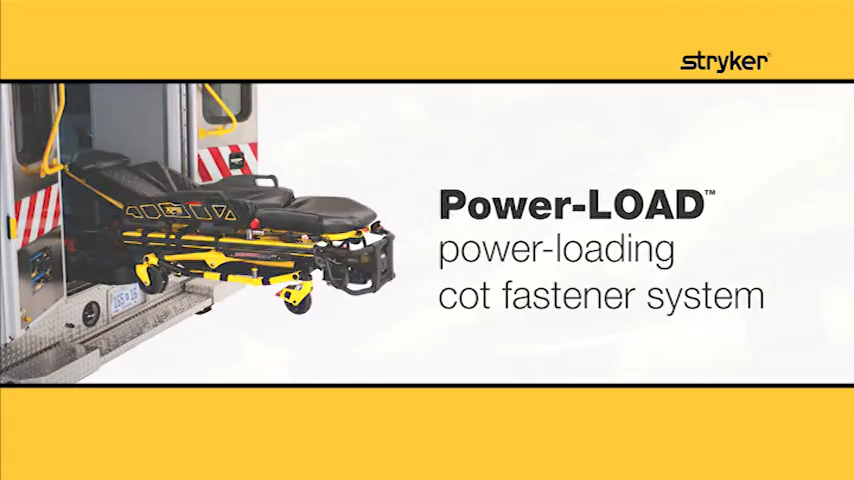 stryker®
Power-LOAD™
power-loading
cot fastener system